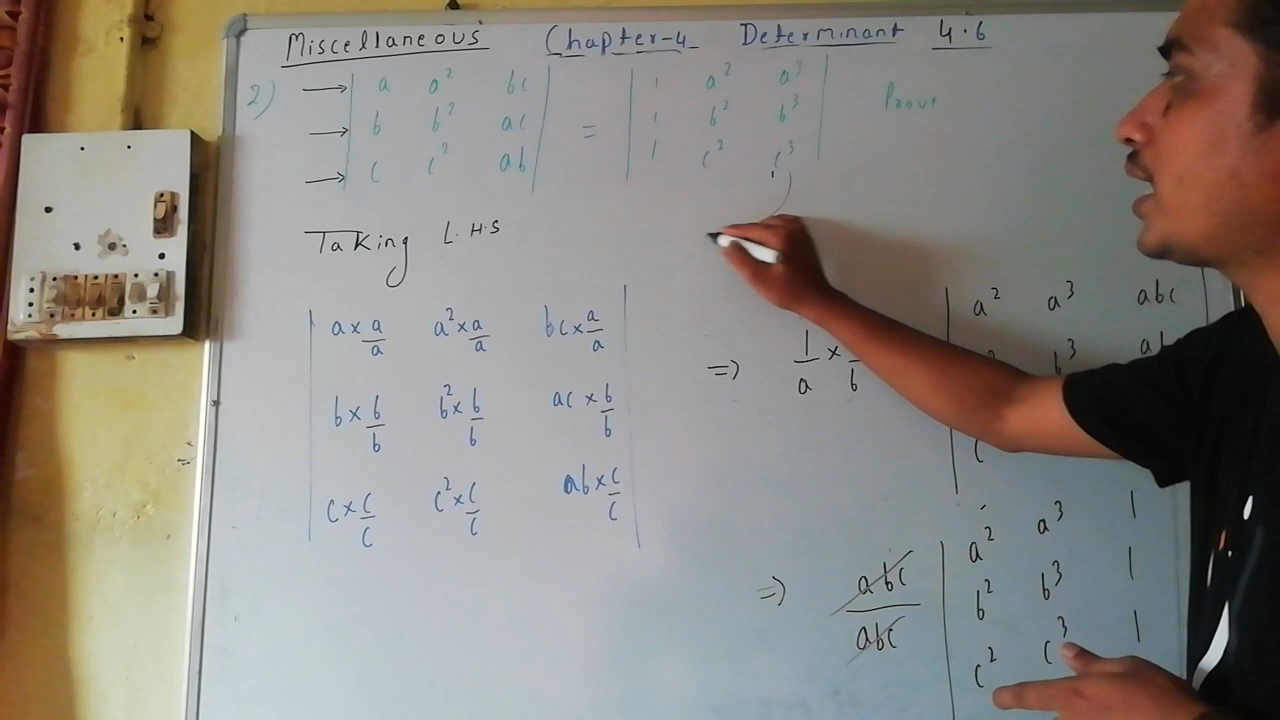 Miscellaneous Chapter-4 Determinant 4.6
2) → | a a² bc | = | 1 a² a³ | Prove
→ | b b² ac | | 1 b² b³ |
→ | c c² ab | | 1 c² c³ |
Taking L.H.S
| a×a/a a²×a/a bc×a/a |
| b×b/b b²×b/b ac×b/b |
| c×c/c c²×c/c ab×c/c |
⇒ 1/a × /b | a² a³ abc
b³
⇒ abc/abc | a² a³ 1
b² b³ 1
c² c³ 1